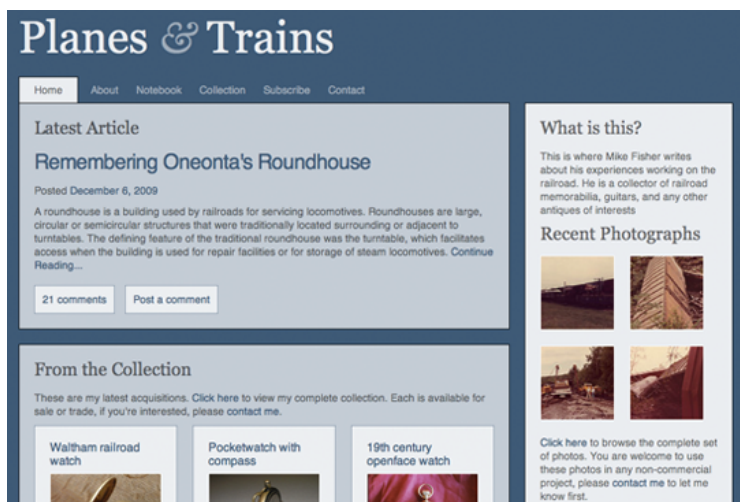 Planes & Trains
Home About Notebook Collection Subscribe Contact
Latest Article
Remembering Oneonta's Roundhouse
Posted December 6, 2009
A roundhouse is a building used by railroads for servicing locomotives. Roundhouses are large,
circular or semicircular structures that were traditionally located surrounding or adjacent to
turntables. The defining feature of the traditional roundhouse was the turntable, which facilitates
access when the building is used for repair facilities or for storage of steam locomotives. Continue
Reading...
21 comments Post a comment
From the Collection
These are my latest acquisitions. Click here to view my complete collection. Each is available for
sale or trade, if you're interested, please contact me.
Waltham railroad
watch
Pocketwatch with
compass
19th century
openface watch
What is this?
This is where Mike Fisher writes
about his experiences working on the
railroad. He is a collector of railroad
memorabilia, guitars, and any other
antiques of interests
Recent Photographs
Click here to browse the complete set
of photos. You are welcome to use
these photos in any non-commercial
project, please contact me to let me
know first.